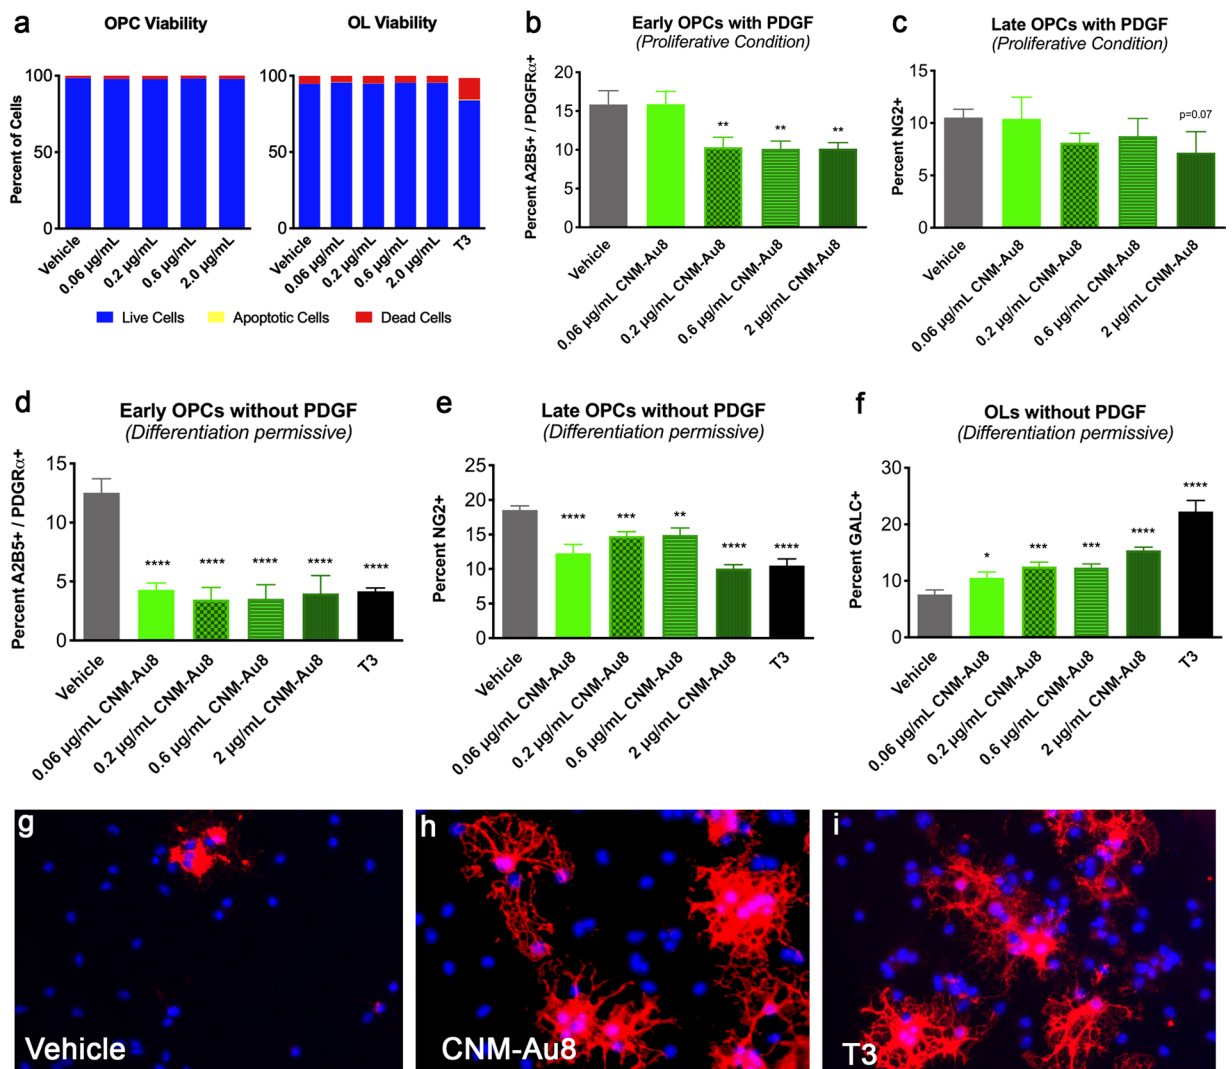 a
OPC Viability
OL Viability
Percent of Cells
100
50
0
Vehicle
0.06 µg/mL
0.2 µg/mL
0.6 µg/mL
2.0 µg/mL
100
50
0
Vehicle
0.06 µg/mL
0.2 µg/mL
0.6 µg/mL
2.0 µg/mL
T3
Live Cells
Apoptotic Cells
Dead Cells
b
Early OPCs with PDGF
(Proliferative Condition)
Percent A2B5+ / PDGFRα+
20
15
10
5
0
**
**
**
Vehicle
0.06 µg/mL CNM-Au8
0.2 µg/mL CNM-Au8
0.6 µg/mL CNM-Au8
2 µg/mL CNM-Au8
c
Late OPCs with PDGF
(Proliferative Condition)
Percent NG2+
15
10
5
0
p=0.07
Vehicle
0.06 µg/mL CNM-Au8
0.2 µg/mL CNM-Au8
0.6 µg/mL CNM-Au8
2 µg/mL CNM-Au8
d
Early OPCs without PDGF
(Differentiation permissive)
Percent A2B5+ / PDGRα+
15
10
5
0
****
****
****
****
****
Vehicle
0.06 µg/mL CNM-Au8
0.2 µg/mL CNM-Au8
0.6 µg/mL CNM-Au8
2 µg/mL CNM-Au8
T3
e
Late OPCs without PDGF
(Differentiation permissive)
Percent NG2+
25
20
15
10
5
0
****
***
**
****
****
Vehicle
0.06 µg/mL CNM-Au8
0.2 µg/mL CNM-Au8
0.6 µg/mL CNM-Au8
2 µg/mL CNM-Au8
T3
f
OLs without PDGF
(Differentiation permissive)
Percent GALC+
30
20
10
0
*
***
***
****
****
Vehicle
0.06 µg/mL CNM-Au8
0.2 µg/mL CNM-Au8
0.6 µg/mL CNM-Au8
2 µg/mL CNM-Au8
T3
g
Vehicle
h
CNM-Au8
i
T3